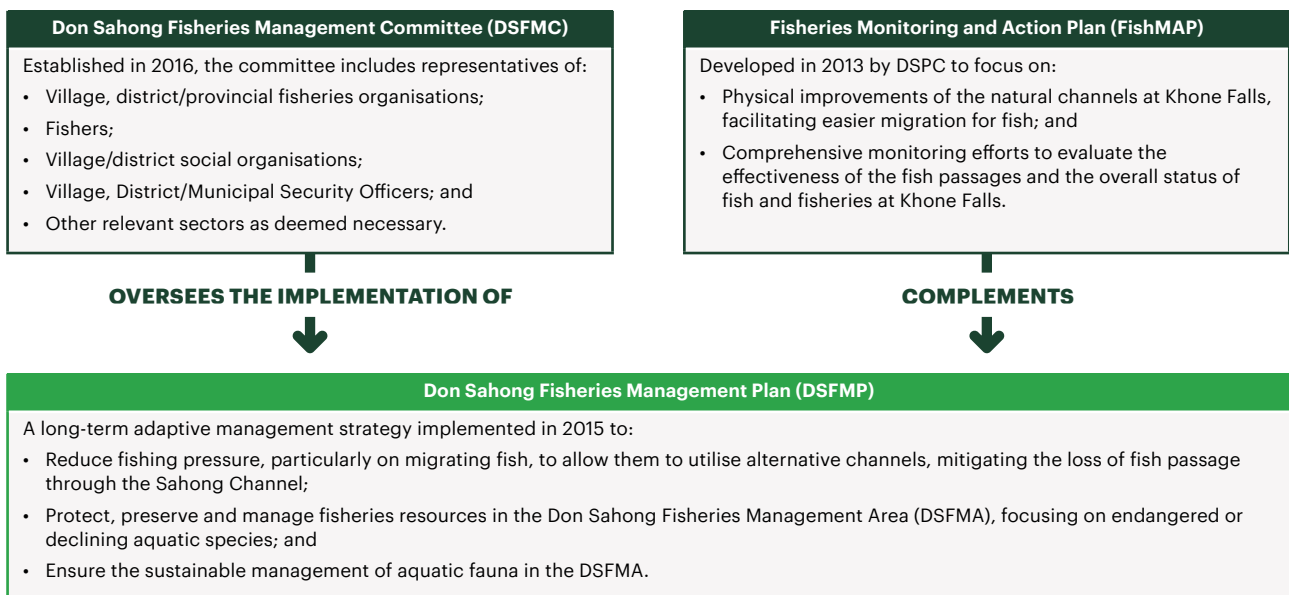 Don Sahong Fisheries Management Committee (DSFMC)
Established in 2016, the committee includes representatives of:
• Village, district/provincial fisheries organisations;
• Fishers;
• Village/district social organisations;
• Village, District/Municipal Security Officers; and
• Other relevant sectors as deemed necessary.
Fisheries Monitoring and Action Plan (FishMAP)
Developed in 2013 by DSPC to focus on:
• Physical improvements of the natural channels at Khone Falls,
facilitating easier migration for fish; and
• Comprehensive monitoring efforts to evaluate the
effectiveness of the fish passages and the overall status of
fish and fisheries at Khone Falls.
OVERSEES THE IMPLEMENTATION OF
COMPLEMENTS
Don Sahong Fisheries Management Plan (DSFMP)
A long-term adaptive management strategy implemented in 2015 to:
• Reduce fishing pressure, particularly on migrating fish, to allow them to utilise alternative channels, mitigating the loss of fish passage
through the Sahong Channel;
• Protect, preserve and manage fisheries resources in the Don Sahong Fisheries Management Area (DSFMA), focusing on endangered or
declining aquatic species; and
• Ensure the sustainable management of aquatic fauna in the DSFMA.